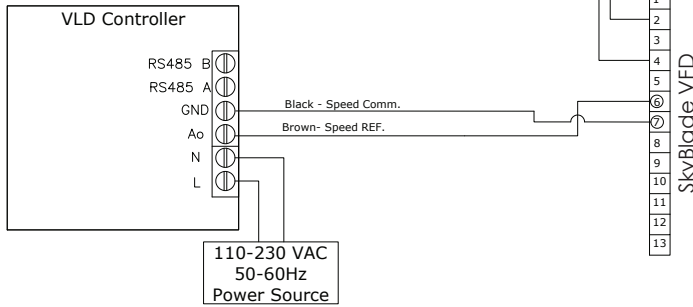 VLD Controller
RS485 B
RS485 A
GND
Ao
N
L
Black - Speed Comm.
Brown- Speed REF.
110-230 VAC
50-60Hz
Power Source
1
2
3
4
5
6
7
8
9
10
11
12
13
SkyBlade VFD